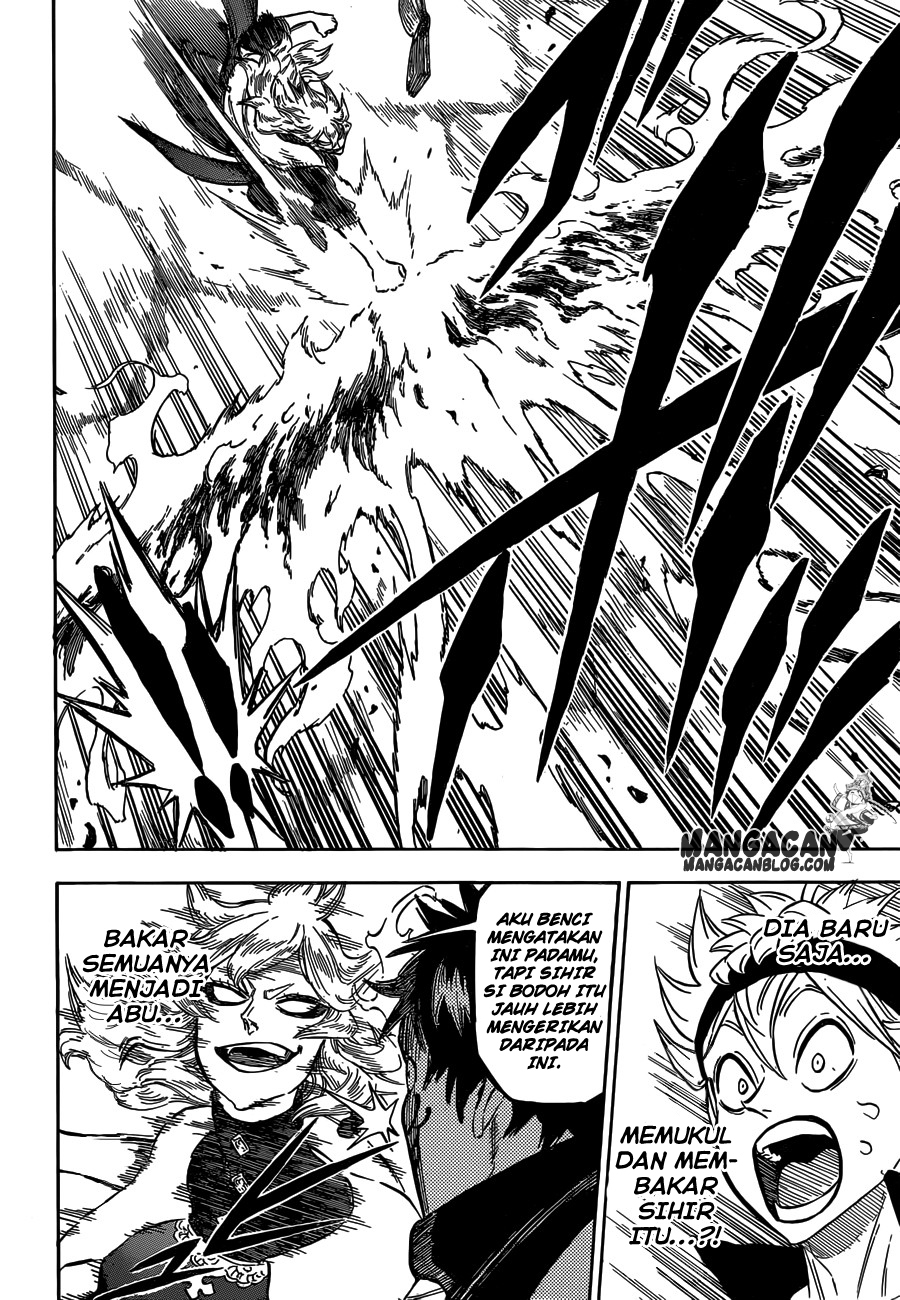 MANGACAN
MANGACANBLOG.COM
DIA BARU
SAJA...
MEMUKUL
DAN MEM-
BAKAR
SIHIR
ITU...?!
AKU BENCI
MENGATAKAN
INI PADAMU,
TAPI SIHIR
SI BODOH ITU
JAUH LEBIH
MENGERIKAN
DARIPADA
INI.
BAKAR
SEMUANYA
MENJADI
ABU...